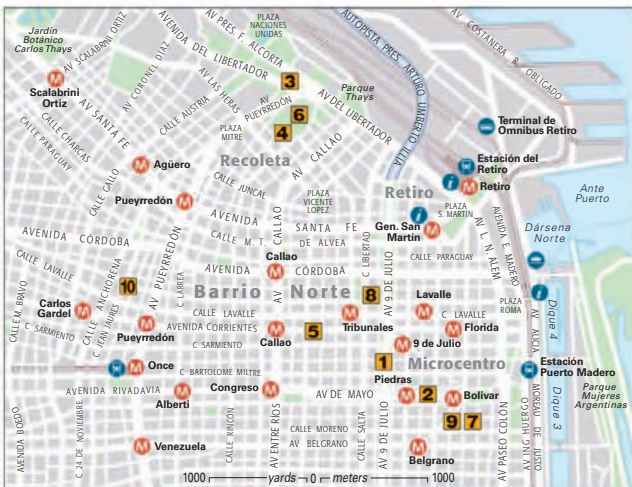 Jardín
Botánico
Carlos Thays
AV SCALABRINI ORTIZ
AV CORONEL DIAZ
AVENIDA DEL LIBERTADOR
AV PRES. F. ALCORTA
PLAZA
NACIONES
UNIDAS
AUTOPISTA PRES. ARTURO UMBERTO ILLIA
AV COSTANERA R. OBLIGADO
Scalabrini
Ortiz
AV SANTA FE
CALLE CHARCAS
CALLE PARAGUAY
CALLE AUSTRIA
AV LAS HERAS
AV
PUEYRREDÓN
3
6
4
Parque
Thays
AV DEL LIBERTADOR
PLAZA
MITRE
AV CALLAO
Recoleta
Terminal de
Omnibus Retiro
Agüero
CALLE GALLO
CALLE JUNCAL
Estación del
Retiro
Retiro
Retiro
Ante
Puerto
Pueyrredón
PLAZA
VICENTE
LOPEZ
PLAZA
S. MARTÍN
AVENIDA SANTA FE
CALLAO
CALLE M. T. DE ALVEA
Gen. San
Martín
AV L. N. ALEM
AVENIDA E. MADERO
Dársena
Norte
AVENIDA CÓRDOBA
C LIBERTAD
AV 9 DE JULIO
CALLE PARAGUAY
CALLE LAVALLE
Callao
AVENIDA CÓRDOBA
AV PUEYRREDÓN
C LARREA
10
CALLE ANCHORENA
C JEAN JAURES
Barrio Norte
AV
8
Lavalle
PLAZA
ROMA
Dique 4
CALLE M. BRAVO
Carlos
Gardel
CALLE LAVALLE
Tribunales
C LAVALLE
Florida
C SARMIENTO
Pueyrredón
AVENIDA CORRIENTES
Callao
5
C SARMIENTO
9 de Julio
AV ALICIA MOREAU DE JUSTO
1
Microcentro
Estación
Puerto Madero
Once
C BARTOLOMÉ MILTRE
Piedras
Parque
Mujeres
Argentinas
AVENIDA RIVADAVIA
Alberti
Congreso
AV DE MAYO
2
Bolivar
Dique 3
AVENIDA BOEDO
C 24 DE NOVIEMBRE
CALLE RINCÓN
AV ENTRE RÍOS
CALLE MORENO
CALLE SALTA
AV 9 DE JULIO
9
7
AV PASEO COLÓN
AV ING HUERGO
Venezuela
AV BELGRANO
Belgrano
1000 yards 0 meters 1000